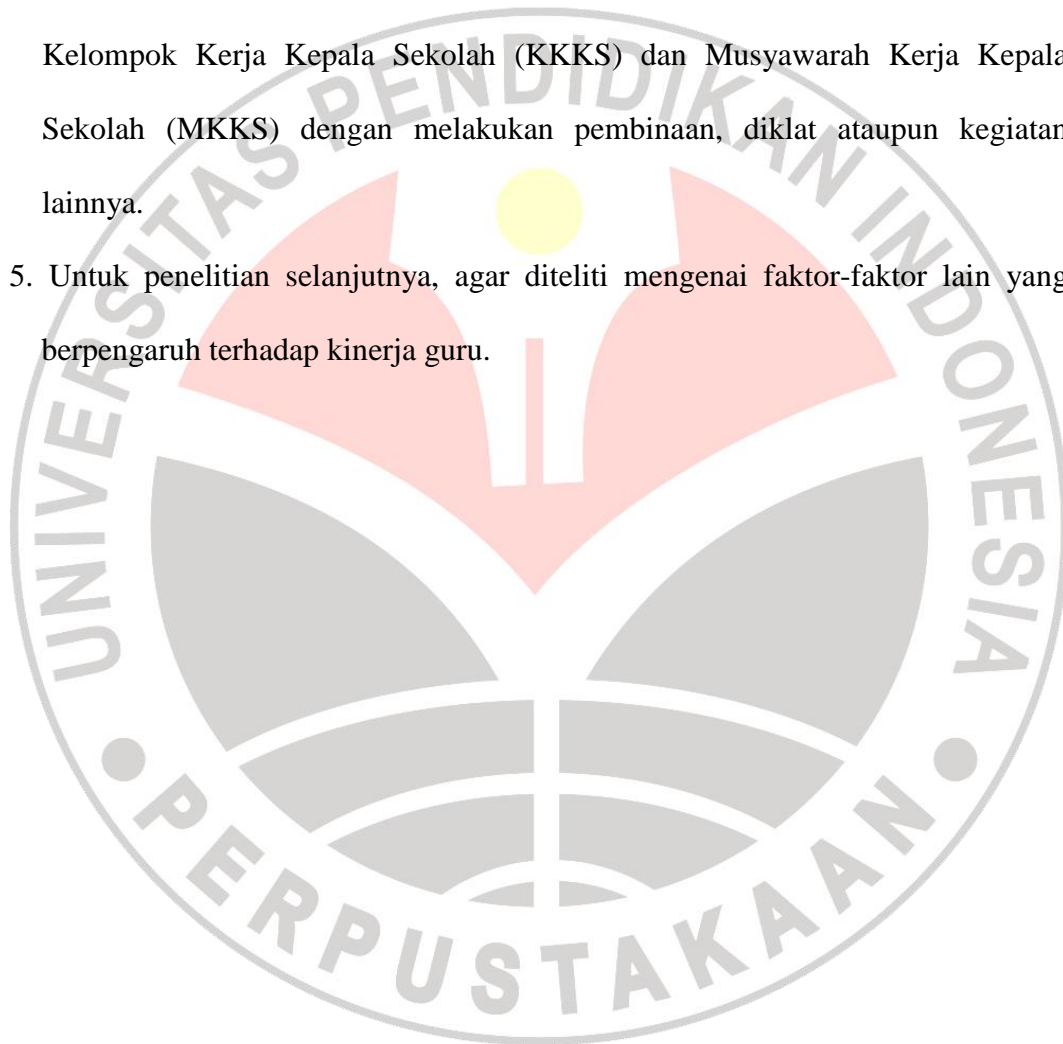 Kelompok Kerja Kepala Sekolah (KKKS) dan Musyawarah Kerja Kepala
Sekolah (MKKS) dengan melakukan pembinaan, diklat ataupun kegiatan
lainnya.
5. Untuk penelitian selanjutnya, agar diteliti mengenai faktor-faktor lain yang
berpengaruh terhadap kinerja guru.
UNIVERSITAS PENDIDIKAN INDONESIA
PERPUSTAKAAN